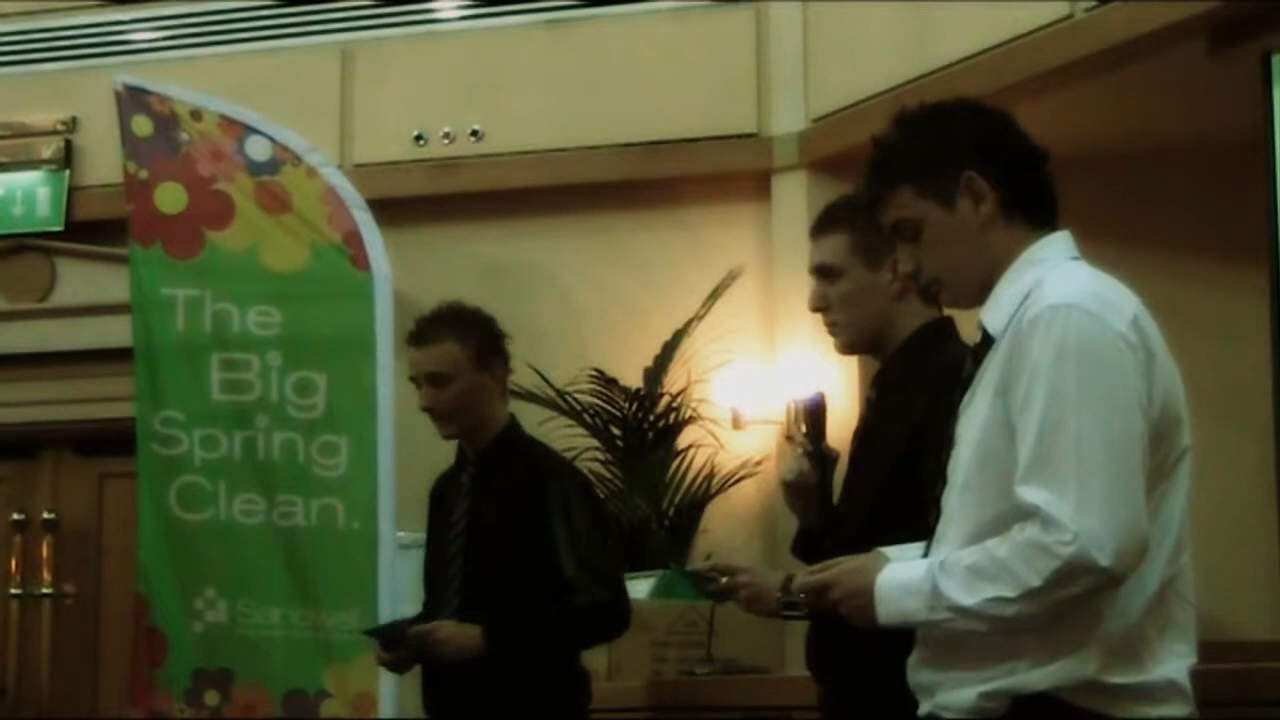 The
Big
Spring
Clean.
Sandwell